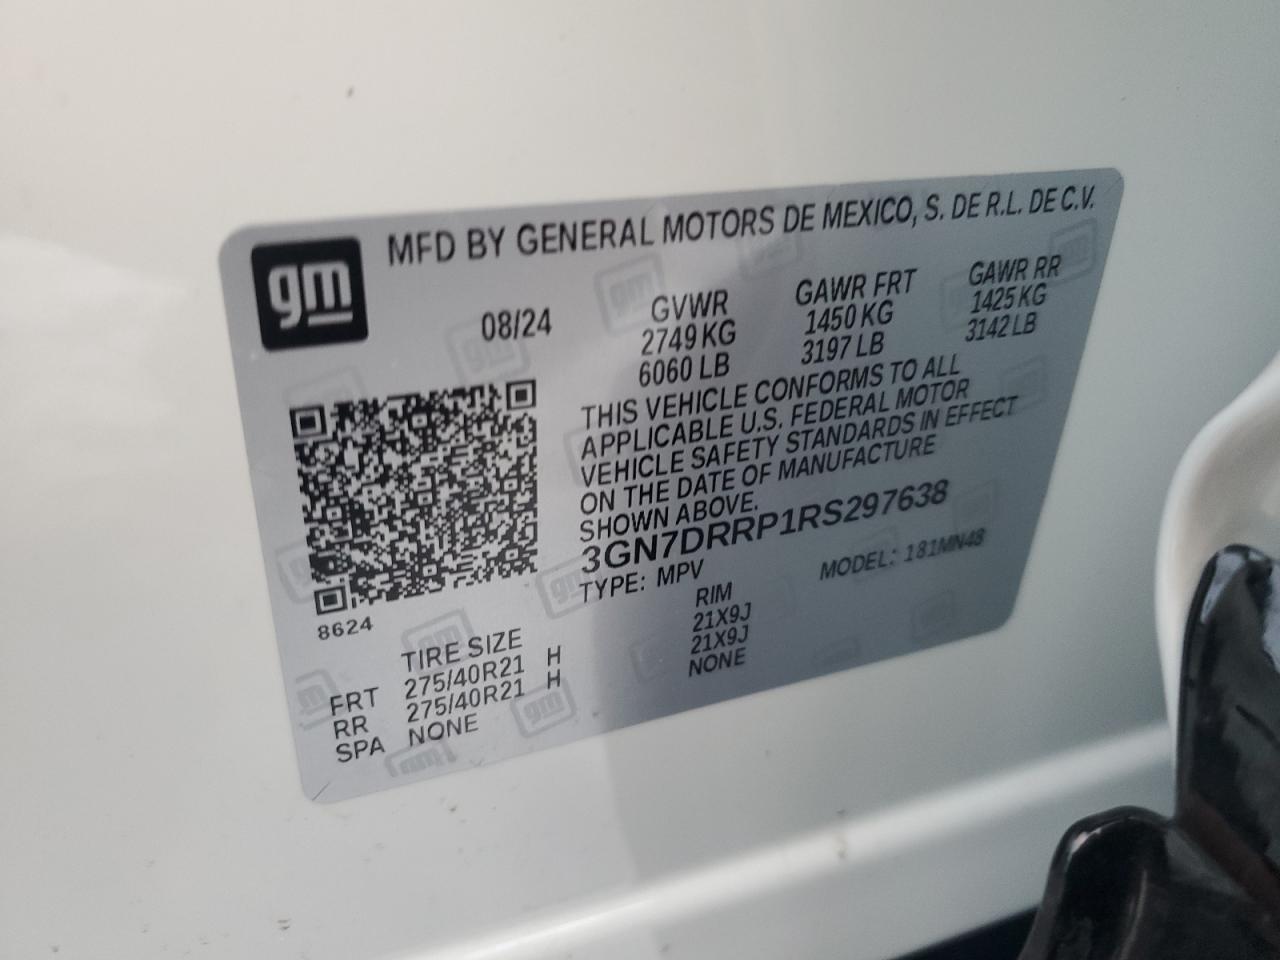 gm
MFD BY GENERAL MOTORS DE MEXICO, S. DE R.L. DE C.V.
08/24 GVWR GAWR FRT GAWR RR
2749 KG 1450 KG 1425 KG
6060 LB 3197 LB 3142 LB
THIS VEHICLE CONFORMS TO ALL
APPLICABLE U.S. FEDERAL MOTOR
VEHICLE SAFETY STANDARDS IN EFFECT
ON THE DATE OF MANUFACTURE
SHOWN ABOVE.
3GN7DRRP1RS297638
TYPE: MPV MODEL: 181MN48
8624
TIRE SIZE RIM
FRT 275/40R21 H 21X9J
RR 275/40R21 H 21X9J
SPA NONE NONE